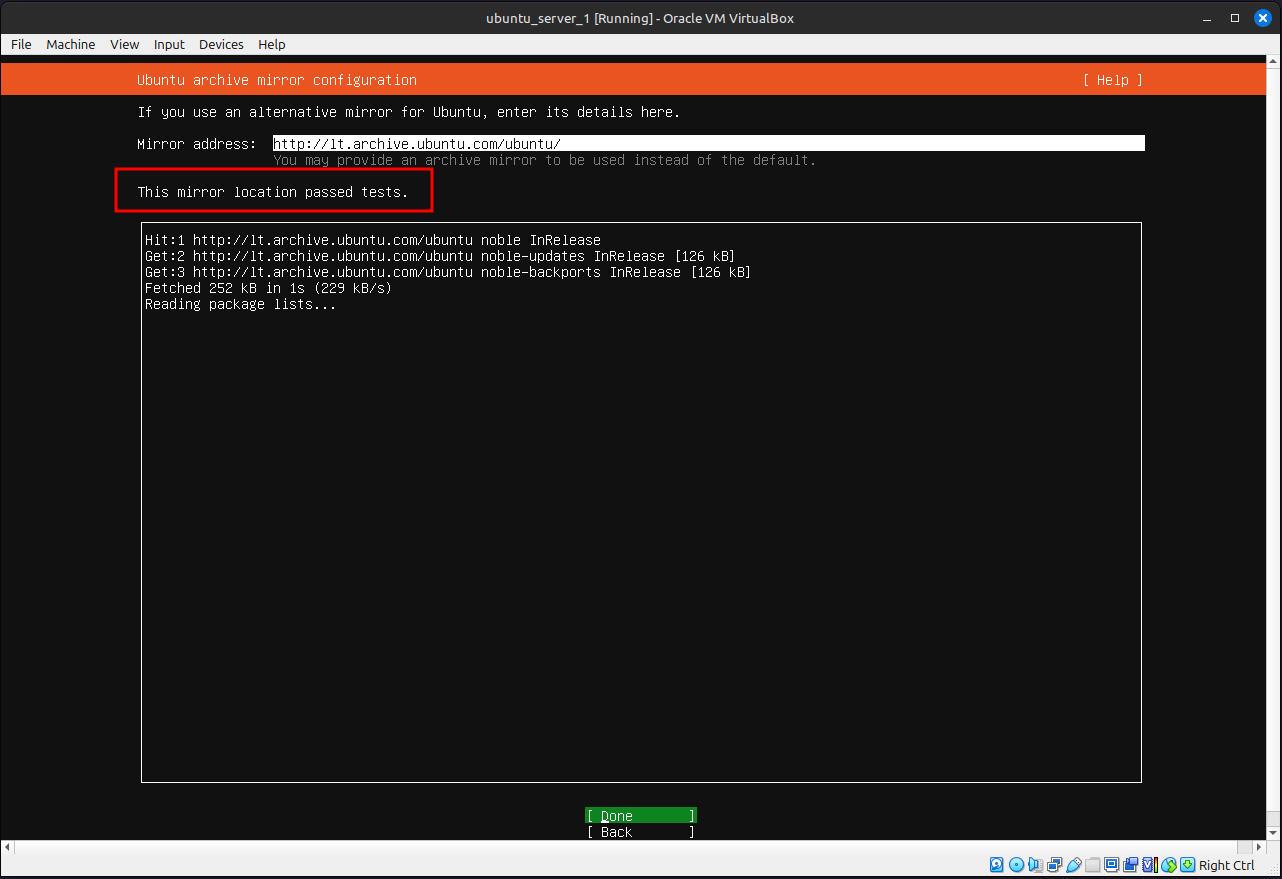 ubuntu_server_1 [Running] - Oracle VM VirtualBox
File Machine View Input Devices Help
Ubuntu archive mirror configuration [ Help ]
If you use an alternative mirror for Ubuntu, enter its details here.
Mirror address: http://lt.archive.ubuntu.com/ubuntu/
You may provide an archive mirror to be used instead of the default.
This mirror location passed tests.
Hit:1 http://lt.archive.ubuntu.com/ubuntu noble InRelease
Get:2 http://lt.archive.ubuntu.com/ubuntu noble-updates InRelease [126 kB]
Get:3 http://lt.archive.ubuntu.com/ubuntu noble-backports InRelease [126 kB]
Fetched 252 kB in 1s (229 kB/s)
Reading package lists...
[ Done ]
[ Back ]
Right Ctrl